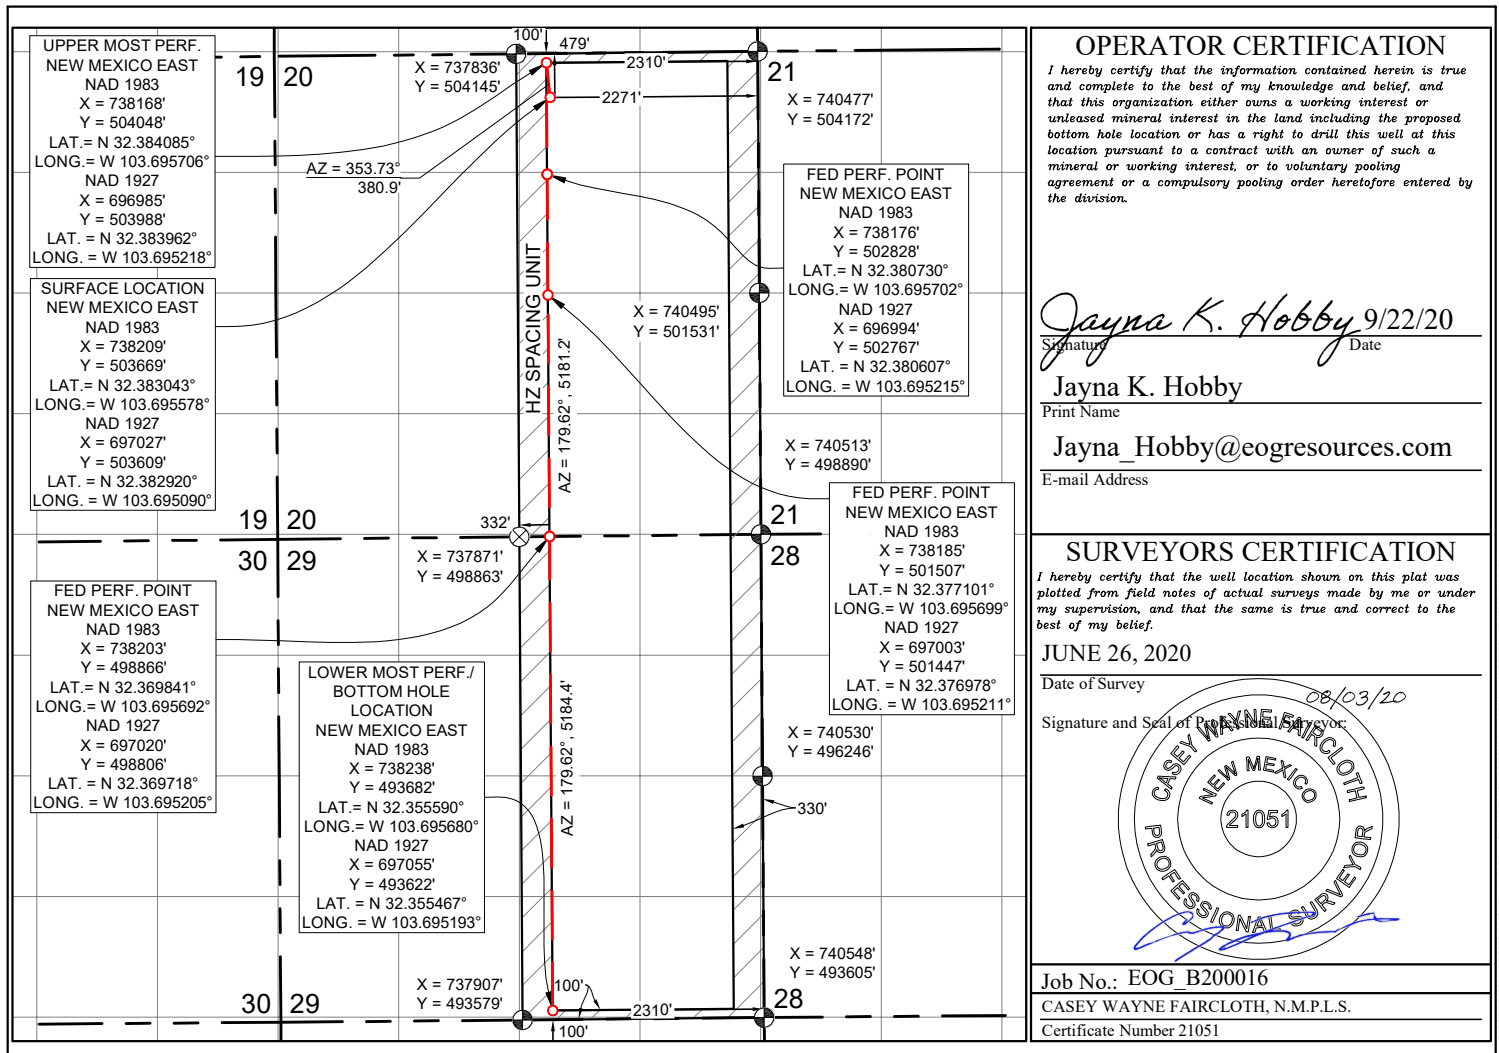 UPPER MOST PERF.
NEW MEXICO EAST
NAD 1983
X = 738168'
Y = 504048'
LAT.= N 32.384085°
LONG.= W 103.695706°
NAD 1927
X = 696985'
Y = 503988'
LAT. = N 32.383962°
LONG. = W 103.695218°
SURFACE LOCATION
NEW MEXICO EAST
NAD 1983
X = 738209'
Y = 503669'
LAT.= N 32.383043°
LONG.= W 103.695578°
NAD 1927
X = 697027'
Y = 503609'
LAT. = N 32.382920°
LONG. = W 103.695090°
19 20
19 20
30 29
FED PERF. POINT
NEW MEXICO EAST
NAD 1983
X = 738203'
Y = 498866'
LAT.= N 32.369841°
LONG.= W 103.695692°
NAD 1927
X = 697020'
Y = 498806'
LAT. = N 32.369718°
LONG. = W 103.695205°
LOWER MOST PERF./
BOTTOM HOLE
LOCATION
NEW MEXICO EAST
NAD 1983
X = 738238'
Y = 493682'
LAT.= N 32.355590°
LONG.= W 103.695680°
NAD 1927
X = 697055'
Y = 493622'
LAT. = N 32.355467°
LONG. = W 103.695193°
30 29
100'
479'
2310'
2271'
X = 737836'
Y = 504145'
AZ = 353.73°
380.9'
21
X = 740477'
Y = 504172'
HZ SPACING UNIT
AZ = 179.62°, 5181.2'
X = 740495'
Y = 501531'
FED PERF. POINT
NEW MEXICO EAST
NAD 1983
X = 738176'
Y = 502828'
LAT.= N 32.380730°
LONG.= W 103.695702°
NAD 1927
X = 696994'
Y = 502767'
LAT. = N 32.380607°
LONG. = W 103.695215°
X = 740513'
Y = 498890'
FED PERF. POINT
NEW MEXICO EAST
NAD 1983
X = 738185'
Y = 501507'
LAT.= N 32.377101°
LONG.= W 103.695699°
NAD 1927
X = 697003'
Y = 501447'
LAT. = N 32.376978°
LONG. = W 103.695211°
332'
X = 737871'
Y = 498863'
21
28
AZ = 179.62°, 5184.4'
X = 740530'
Y = 496246'
330'
X = 740548'
Y = 493605'
X = 737907'
Y = 493579'
100'
2310'
28
100'
OPERATOR CERTIFICATION
I hereby certify that the information contained herein is true
and complete to the best of my knowledge and belief, and
that this organization either owns a working interest or
unleased mineral interest in the land including the proposed
bottom hole location or has a right to drill this well at this
location pursuant to a contract with an owner of such a
mineral or working interest, or to voluntary pooling
agreement or a compulsory pooling order heretofore entered by
the division.
Jayna K. Hobby 9/22/20
Signature Date
Jayna K. Hobby
Print Name
Jayna_Hobby@eogresources.com
E-mail Address
SURVEYORS CERTIFICATION
I hereby certify that the well location shown on this plat was
plotted from field notes of actual surveys made by me or under
my supervision, and that the same is true and correct to the
best of my belief.
JUNE 26, 2020
Date of Survey
08/03/20
Signature and Seal of Professional Surveyor:
CASEY WAYNE FAIRCLOTH
NEW MEXICO
21051
PROFESSIONAL SURVEYOR
Job No.: EOG_B200016
CASEY WAYNE FAIRCLOTH, N.M.P.L.S.
Certificate Number 21051